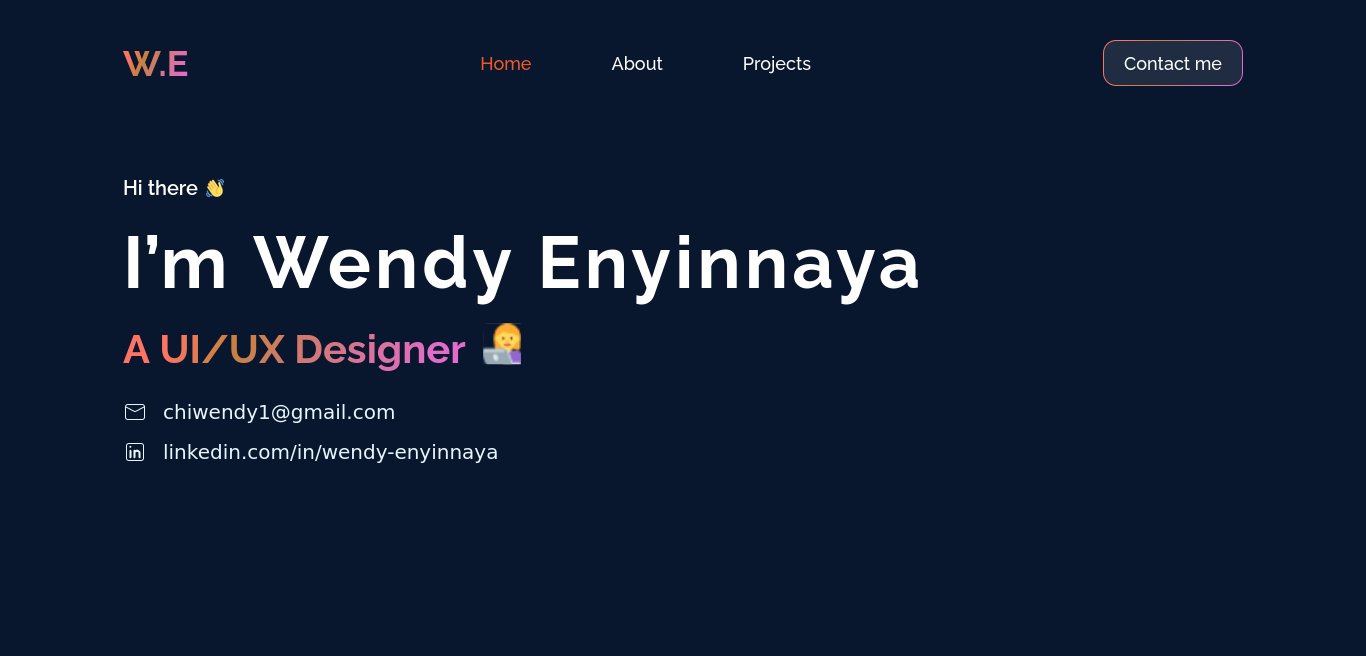 W.E
Home About Projects Contact me
Hi there 👋
I’m Wendy Enyinnaya
A UI/UX Designer 👩‍💻
chiwendy1@gmail.com
linkedin.com/in/wendy-enyinnaya